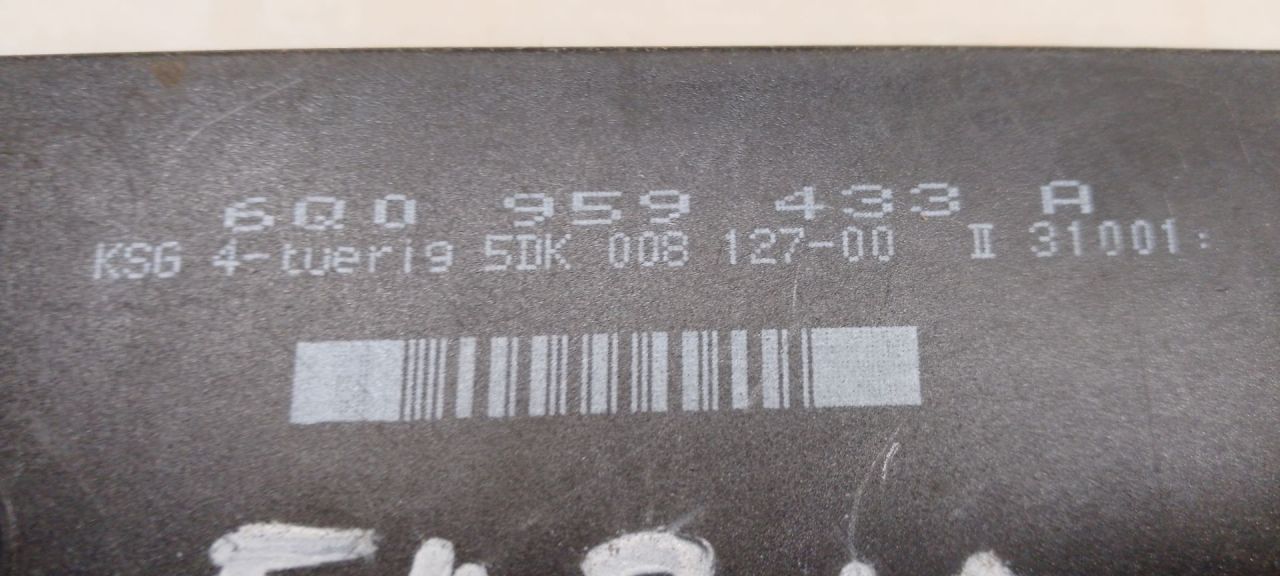 6Q0 959 433 A
KSG 4-tuerig 5DK 008 127-00 II 31001: